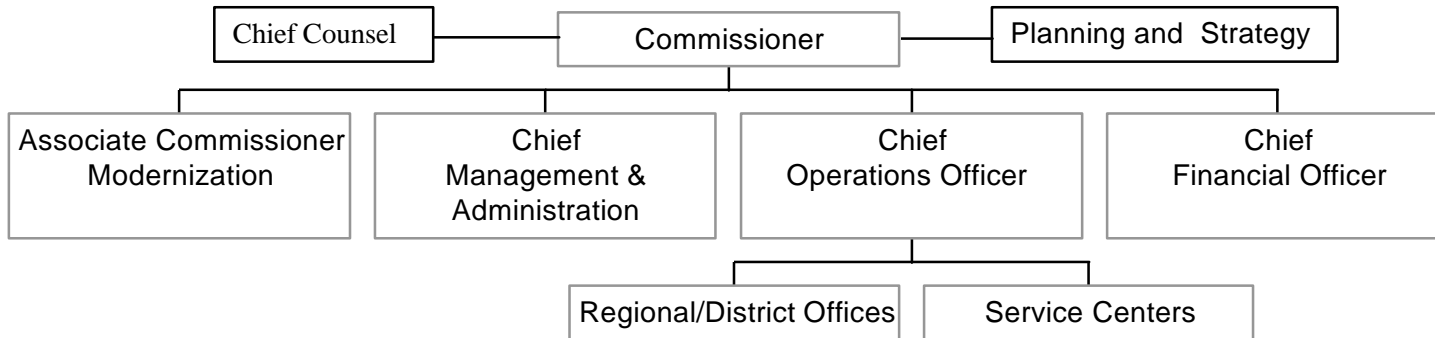 Chief Counsel
Commissioner
Planning and Strategy
Associate Commissioner
Modernization
Chief
Management &
Administration
Chief
Operations Officer
Chief
Financial Officer
Regional/District Offices
Service Centers